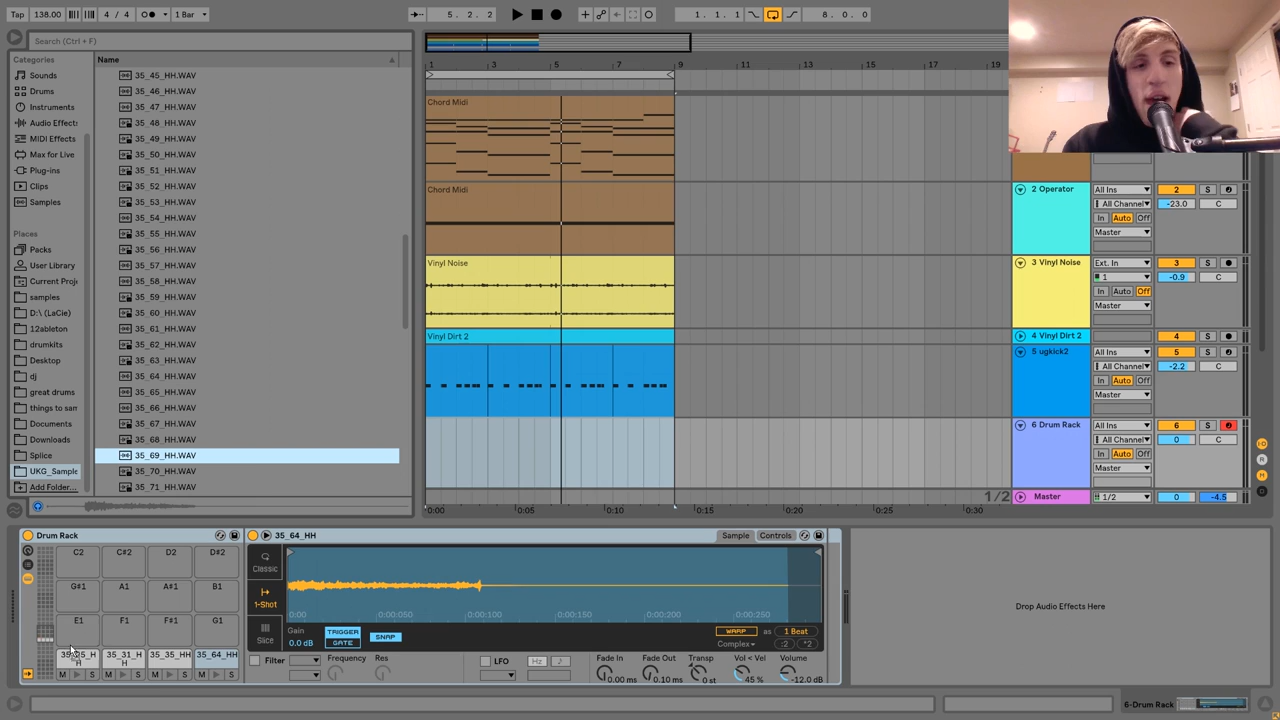 Tap 138.00 4 / 4 1 Bar 5. 2. 2 1. 1. 1 8. 0. 0
Search (Ctrl + F)
Categories
Sounds
Drums
Instruments
Audio Effects
MIDI Effects
Max for Live
Plug-ins
Clips
Samples
Places
Packs
User Library
Current Proj
samples
D:\ (LaCie)
12ableton
drumkits
Desktop
dj
great drums
things to sam
Documents
Downloads
Splice
UKG_Sample
Add Folder...
Name
35_45_HH.WAV
35_46_HH.WAV
35_47_HH.WAV
35_48_HH.WAV
35_49_HH.WAV
35_50_HH.WAV
35_51_HH.WAV
35_52_HH.WAV
35_53_HH.WAV
35_54_HH.WAV
35_55_HH.WAV
35_56_HH.WAV
35_57_HH.WAV
35_58_HH.WAV
35_59_HH.WAV
35_60_HH.WAV
35_61_HH.WAV
35_62_HH.WAV
35_63_HH.WAV
35_64_HH.WAV
35_65_HH.WAV
35_66_HH.WAV
35_67_HH.WAV
35_68_HH.WAV
35_69_HH.WAV
35_70_HH.WAV
35_71_HH.WAV
1 3 5 7 9 11 13 15 17 19
Chord Midi
Chord Midi
Vinyl Noise
Vinyl Dirt 2
2 Operator All Ins 2 S
All Channel -23.0 C
In Auto Off
Master
3 Vinyl Noise Ext. In 3 S
1 -0.9 C
In Auto Off
Master
4 Vinyl Dirt 2 4 S
5 ugkick2 All Ins 5 S
All Channel -2.2 C
In Auto Off
Master
6 Drum Rack All Ins 6 S
All Channel 0 C
In Auto Off
Master
1/2 Master 1/2 0 -4.5
0:00 0:05 0:10 0:15 0:20 0:25 0:30
Drum Rack
C2 C#2 D2 D#2
G#1 A1 A#1 B1
E1 F1 F#1 G1
35_31_H
H
35_35_HH
35_64_HH
M S M S M S M S
35_64_HH Sample Controls
Classic
1-Shot
Slice
0:00 0:00:050 0:00:100 0:00:150 0:00:200 0:00:250
Gain
0.0 dB
TRIGGER
GATE
SNAP
WARP as 1 Beat
Complex :2 *2
Filter Frequency Res
LFO Hz
Fade In Fade Out Transp Vol < Vel Volume
0.00 ms 0.10 ms 0 st 45 % -12.0 dB
Drop Audio Effects Here
6-Drum Rack